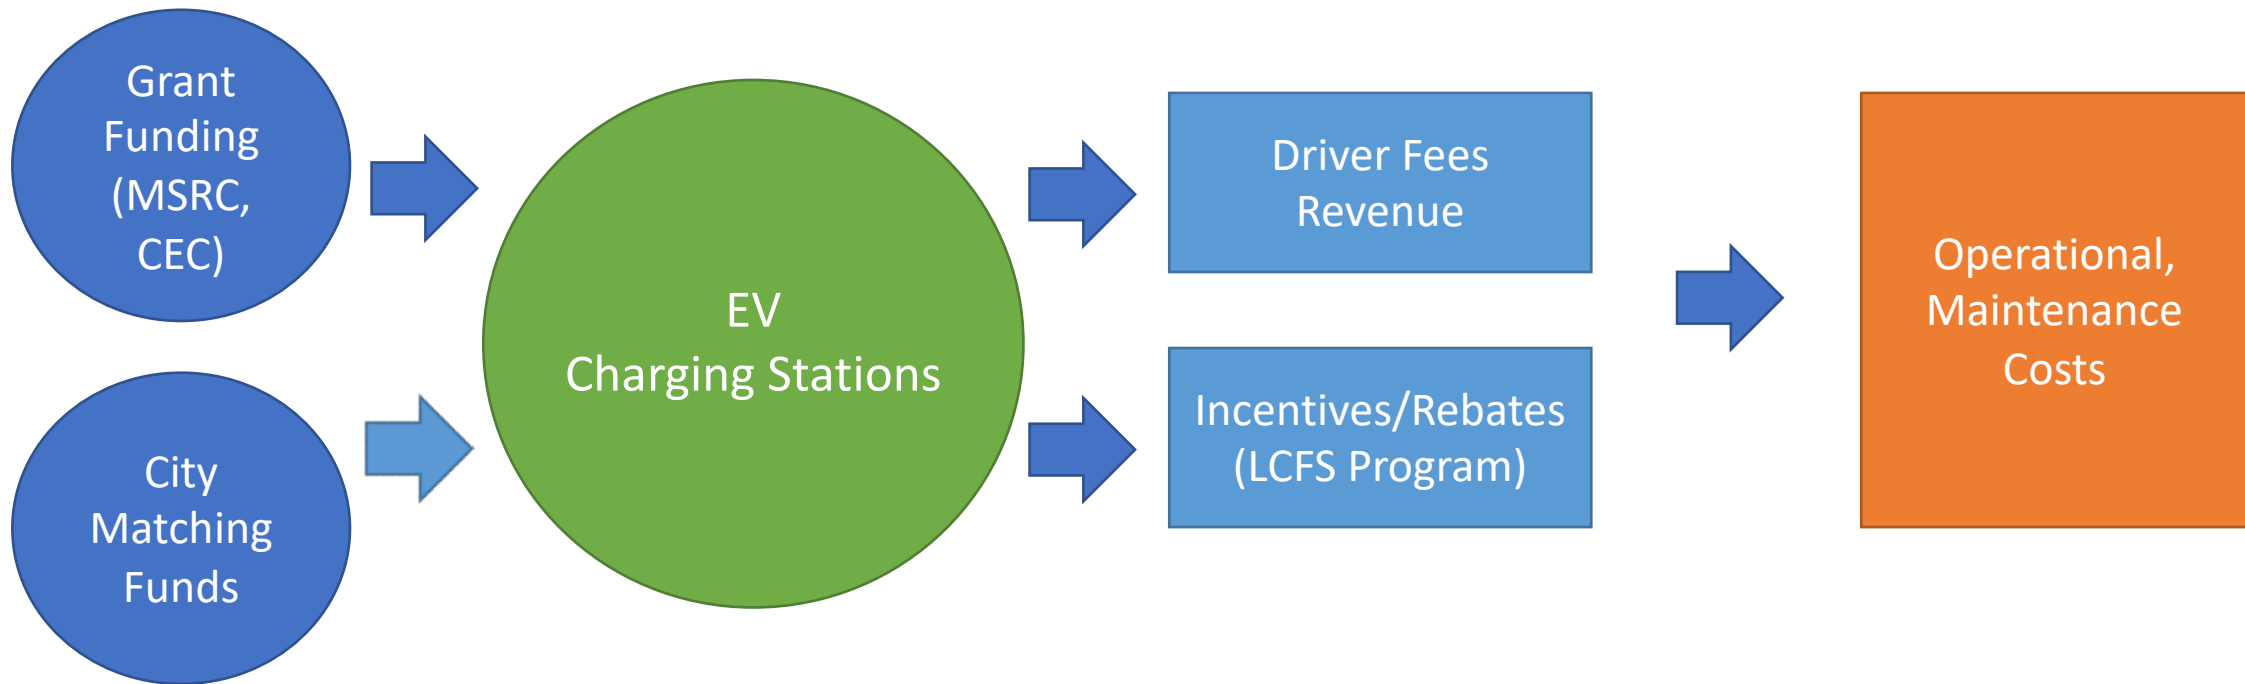 Grant
Funding
(MSRC,
CEC)
City
Matching
Funds
EV
Charging Stations
Driver Fees
Revenue
Incentives/Rebates
(LCFS Program)
Operational,
Maintenance
Costs